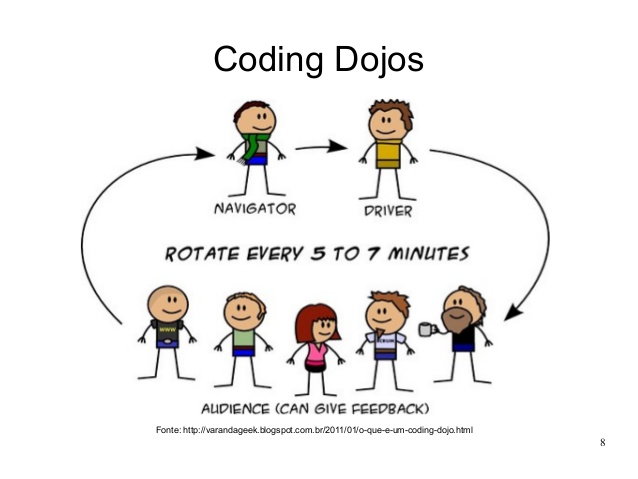 Coding Dojos
NAVIGATOR
DRIVER
ROTATE EVERY 5 TO 7 MINUTES
WWW
SCRUM
AUDIENCE (CAN GIVE FEEDBACK)
Fonte: http://varandageek.blogspot.com.br/2011/01/o-que-e-um-coding-dojo.html
8